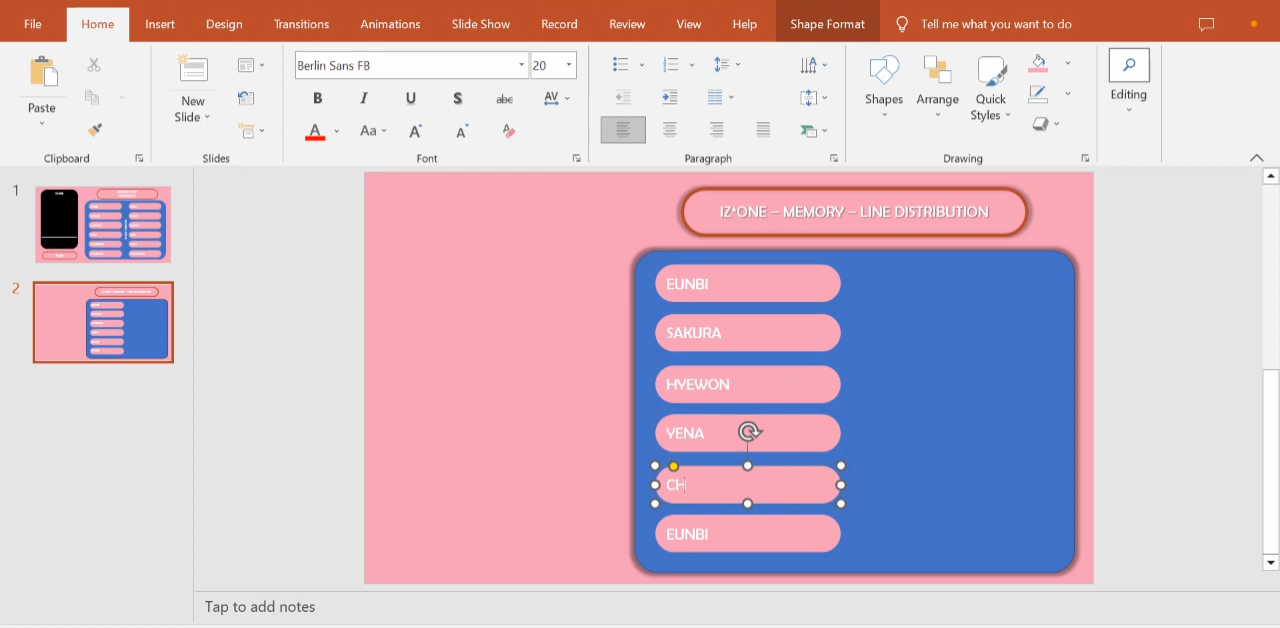 File Home Insert Design Transitions Animations Slide Show Record Review View Help Shape Format Tell me what you want to do
Berlin Sans FB 20
B I U S abc AV
A Aa A A A
Paste
New
Slide
Shapes Arrange Quick
Styles
Editing
Clipboard Slides Font Paragraph Drawing
1
2
IZ*ONE – MEMORY – LINE DISTRIBUTION
EUNBI
SAKURA
HYEWON
YENA
CH
EUNBI
Tap to add notes